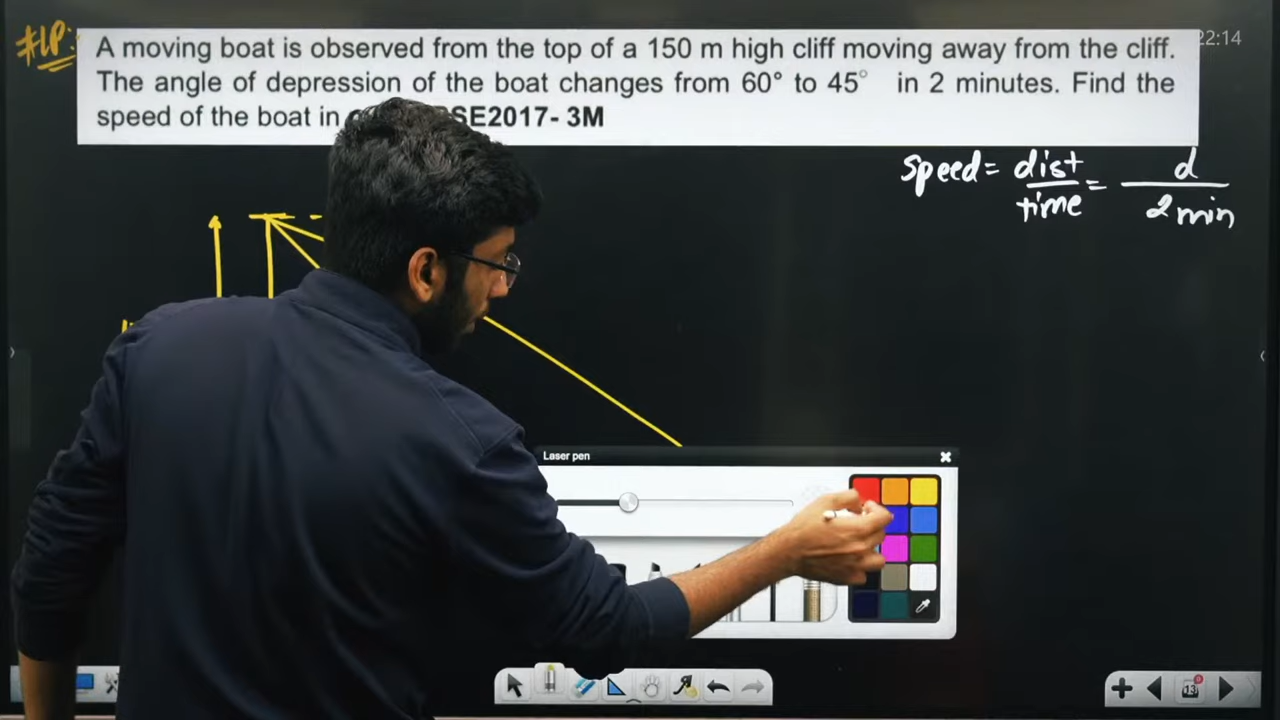 #LP:
A moving boat is observed from the top of a 150 m high cliff moving away from the cliff.
22:14
The angle of depression of the boat changes from 60° to 45° in 2 minutes. Find the
speed of the boat in SE2017- 3M
speed = dist/time = d/2 min
Laser pen